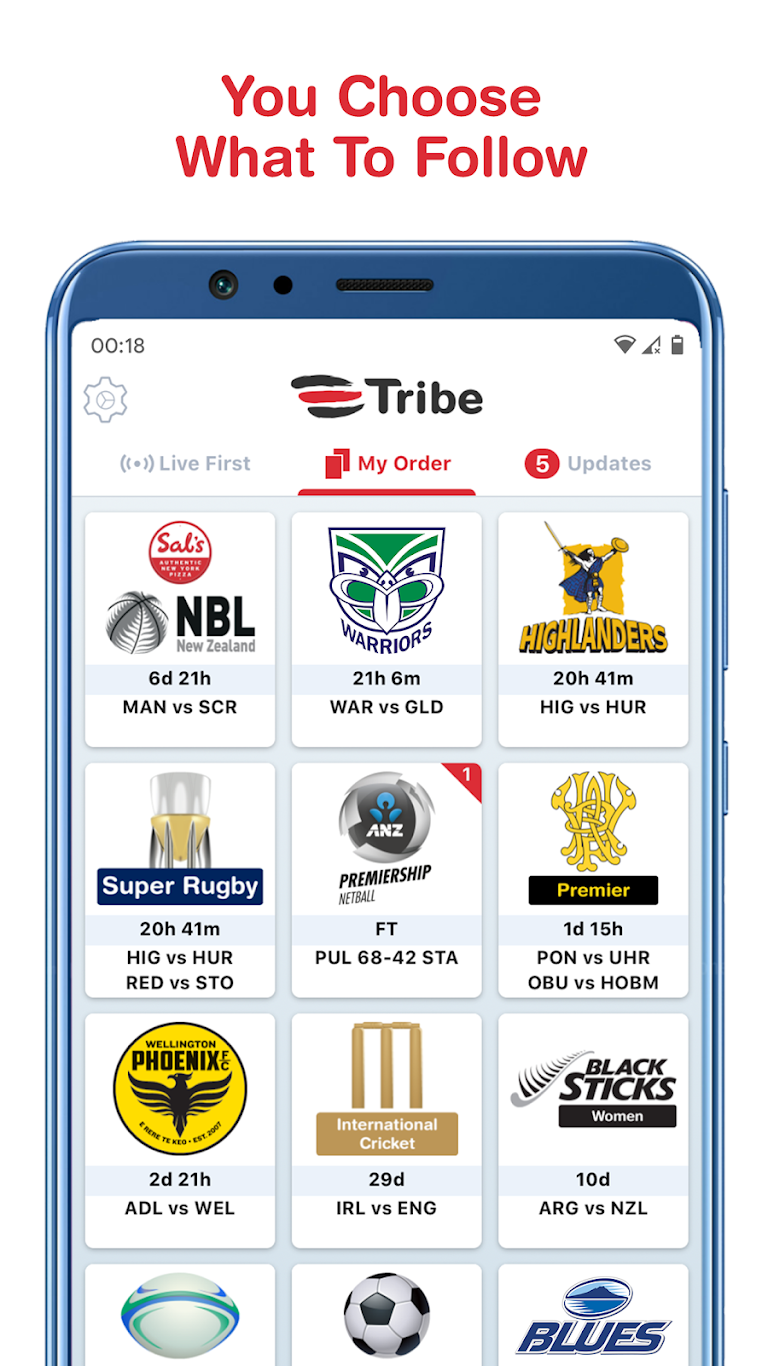 You Choose
What To Follow
00:18
Tribe
Live First
My Order
5 Updates
Sal's
AUTHENTIC
NEW YORK
PIZZA
NBL
New Zealand
6d 21h
MAN vs SCR
WARRIORS
21h 6m
WAR vs GLD
HIGHLANDERS
20h 41m
HIG vs HUR
Super Rugby
20h 41m
HIG vs HUR
RED vs STO
1
ANZ
PREMIERSHIP
NETBALL
FT
PUL 68-42 STA
Premier
1d 15h
PON vs UHR
OBU vs HOBM
WELLINGTON
PHOENIX FC
E RERE TE KEO • EST. 2007
2d 21h
ADL vs WEL
International
Cricket
29d
IRL vs ENG
BLACK
STICKS
Women
10d
ARG vs NZL
BLUES